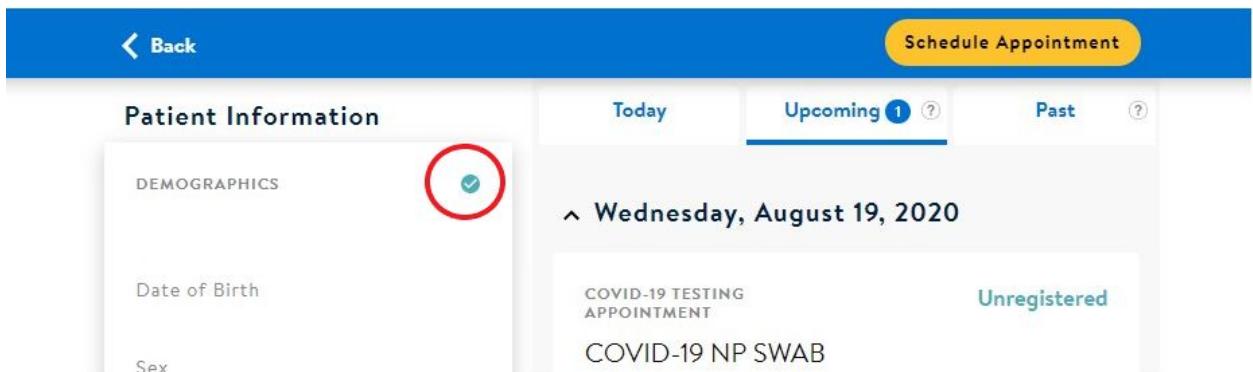 Back
Schedule Appointment
Patient Information
DEMOGRAPHICS
Date of Birth
Sex
Today
Upcoming 1 ?
Past ?
Wednesday, August 19, 2020
COVID-19 TESTING
APPOINTMENT
Unregistered
COVID-19 NP SWAB